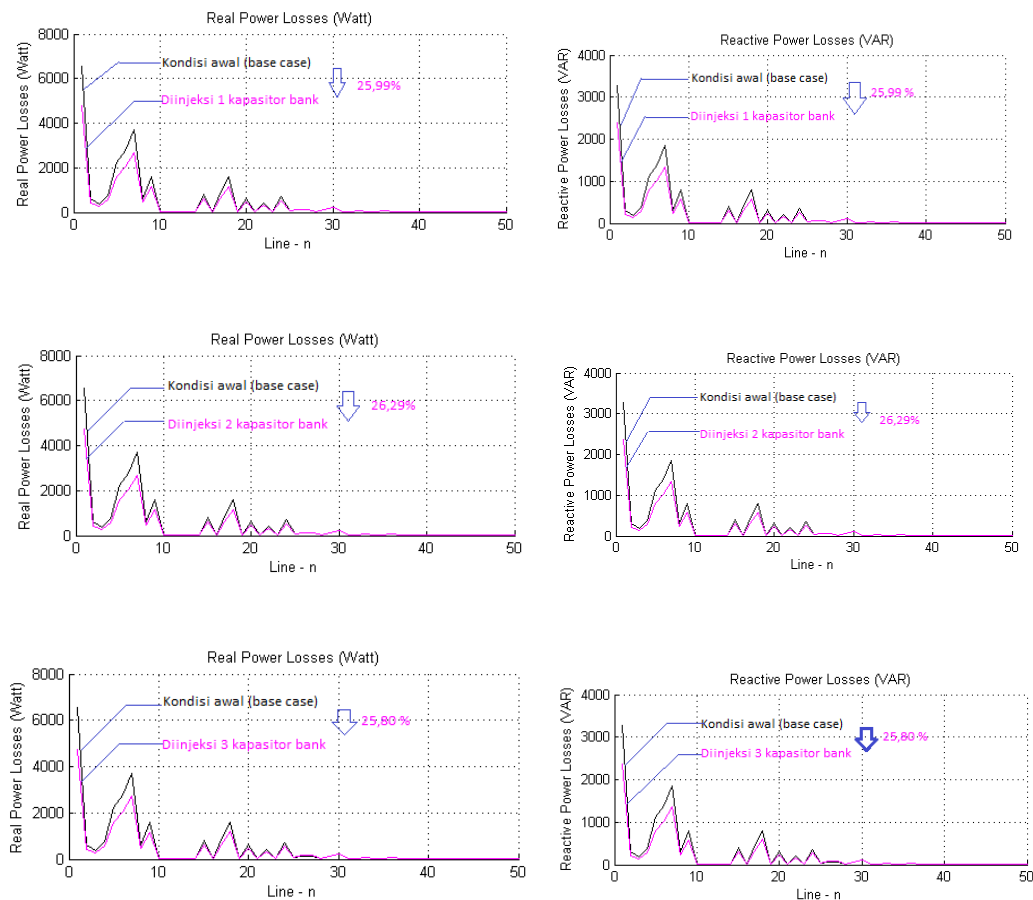 Real Power Losses (Watt)
Real Power Losses (Watt)
8000
6000
4000
2000
0
Kondisi awal (base case)
Diinjeksi 1 kapasitor bank
25,99%
0 10 20 30 40 50
Line - n
Reactive Power Losses (VAR)
Reactive Power Losses (VAR)
4000
3000
2000
1000
0
Kondisi awal (base case)
Diinjeksi 1 kapasitor bank
25,99 %
0 10 20 30 40 50
Line - n
Real Power Losses (Watt)
Real Power Losses (Watt)
8000
6000
4000
2000
0
Kondisi awal (base case)
Diinjeksi 2 kapasitor bank
26,29%
0 10 20 30 40 50
Line - n
Reactive Power Losses (VAR)
Reactive Power Losses (VAR)
4000
3000
2000
1000
0
Kondisi awal (base case)
Diinjeksi 2 kapasitor bank
26,29%
0 10 20 30 40 50
Line - n
Real Power Losses (Watt)
Real Power Losses (Watt)
8000
6000
4000
2000
0
Kondisi awal (base case)
Diinjeksi 3 kapasitor bank
25,80 %
0 10 20 30 40 50
Line - n
Reactive Power Losses (VAR)
Reactive Power Losses (VAR)
4000
3000
2000
1000
0
Kondisi awal (base case)
Diinjeksi 3 kapasitor bank
25,80 %
0 10 20 30 40 50
Line - n